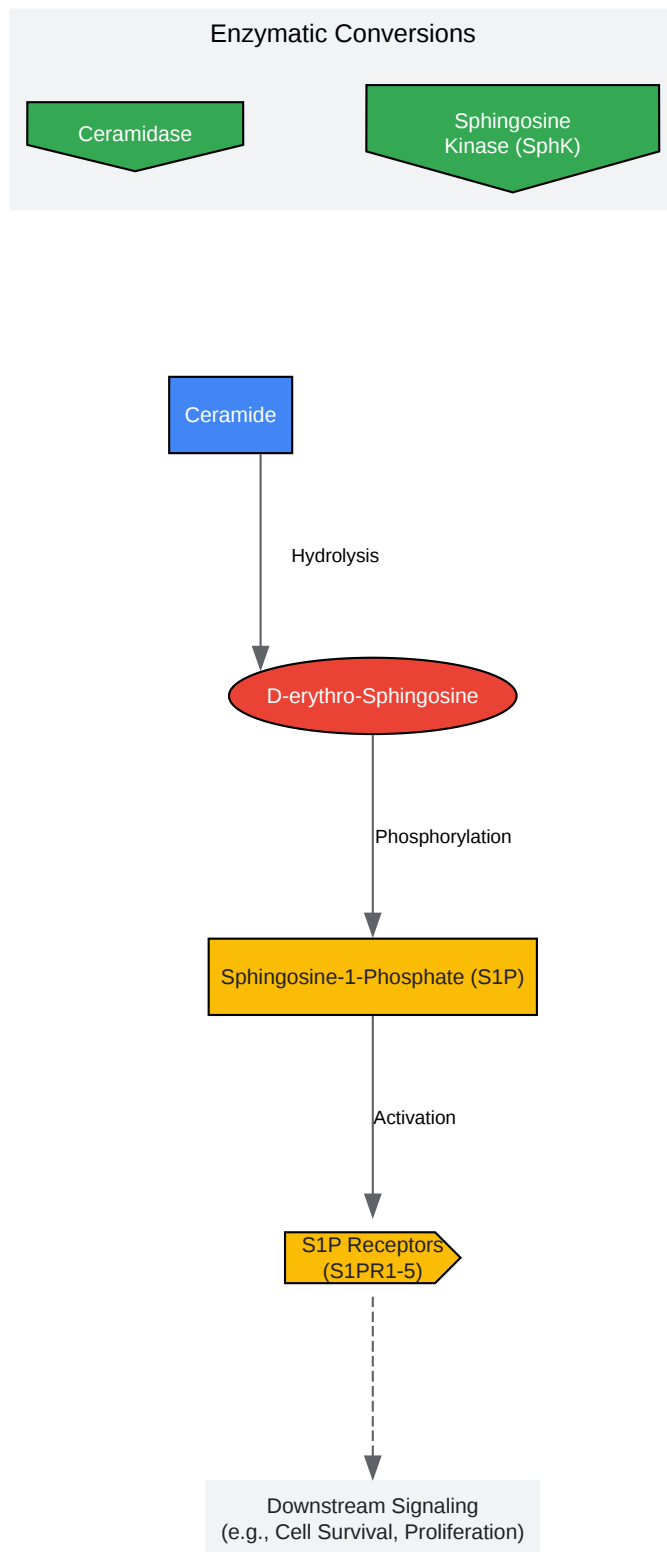 Enzymatic Conversions
Ceramidase
Sphingosine
Kinase (SphK)
Ceramide
Hydrolysis
D-erythro-Sphingosine
Phosphorylation
Sphingosine-1-Phosphate (S1P)
Activation
S1P Receptors
(S1PR1-5)
Downstream Signaling
(e.g., Cell Survival, Proliferation)